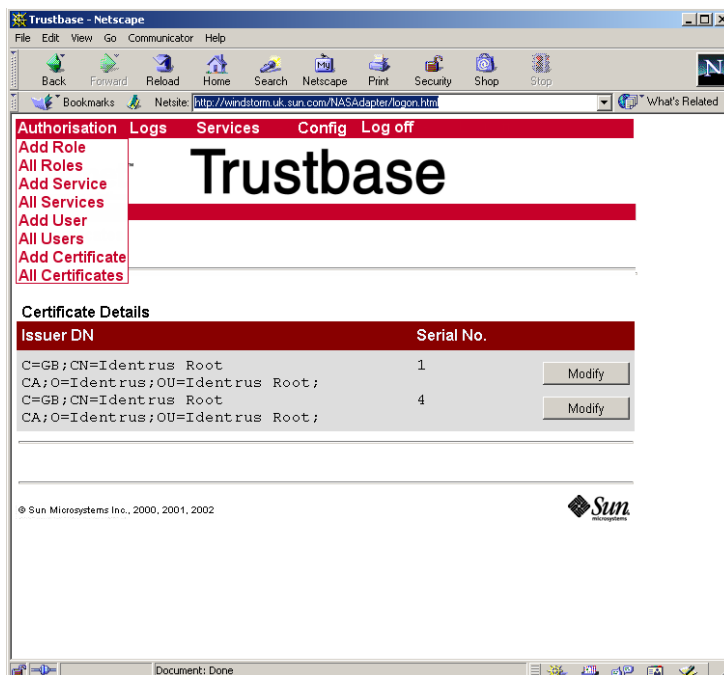 Trustbase - Netscape
File Edit View Go Communicator Help
Back Forward Reload Home Search Netscape Print Security Shop Stop
My
N
Bookmarks Netsite: http://windstorm.uk.sun.com/NASAdapter/logon.htm What's Related
Authorisation Logs Services Config Log off
Add Role
All Roles
Add Service
All Services
Add User
All Users
Add Certificate
All Certificates
™
Trustbase
Certificate Details
Issuer DN Serial No.
C=GB;CN=Identrus Root 1
CA;O=Identrus;OU=Identrus Root;
Modify
C=GB;CN=Identrus Root 4
CA;O=Identrus;OU=Identrus Root;
Modify
© Sun Microsystems Inc., 2000, 2001, 2002
Sun
microsystems
Document: Done